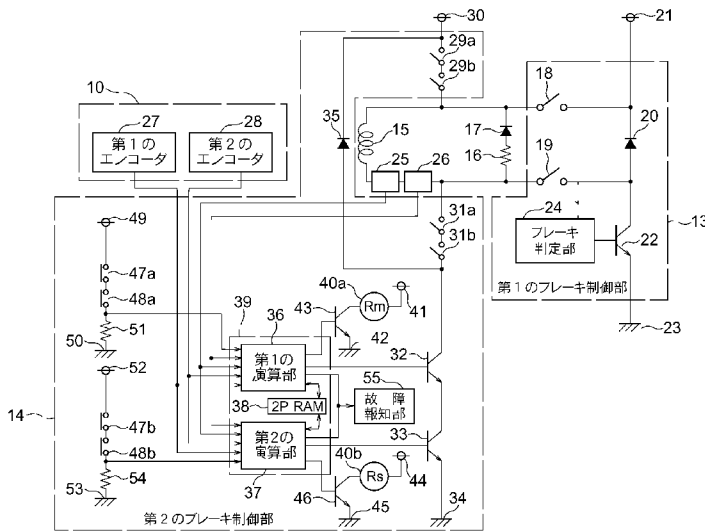 30
21
29a
29b
10
27
28
第1の
エンコーダ
第2の
エンコーダ
35
15
17
16
18
19
20
25
26
24
ブレーキ
判定部
22
13
第1のブレーキ制御部
23
31a
31b
49
47a
48a
51
50
52
14
47b
48b
54
53
39
36
43
40a
Rm
41
42
第1の
演算部
38
2P RAM
第2の
演算部
37
32
55
故障
報知部
33
40b
Rs
44
46
45
34
第2のブレーキ制御部